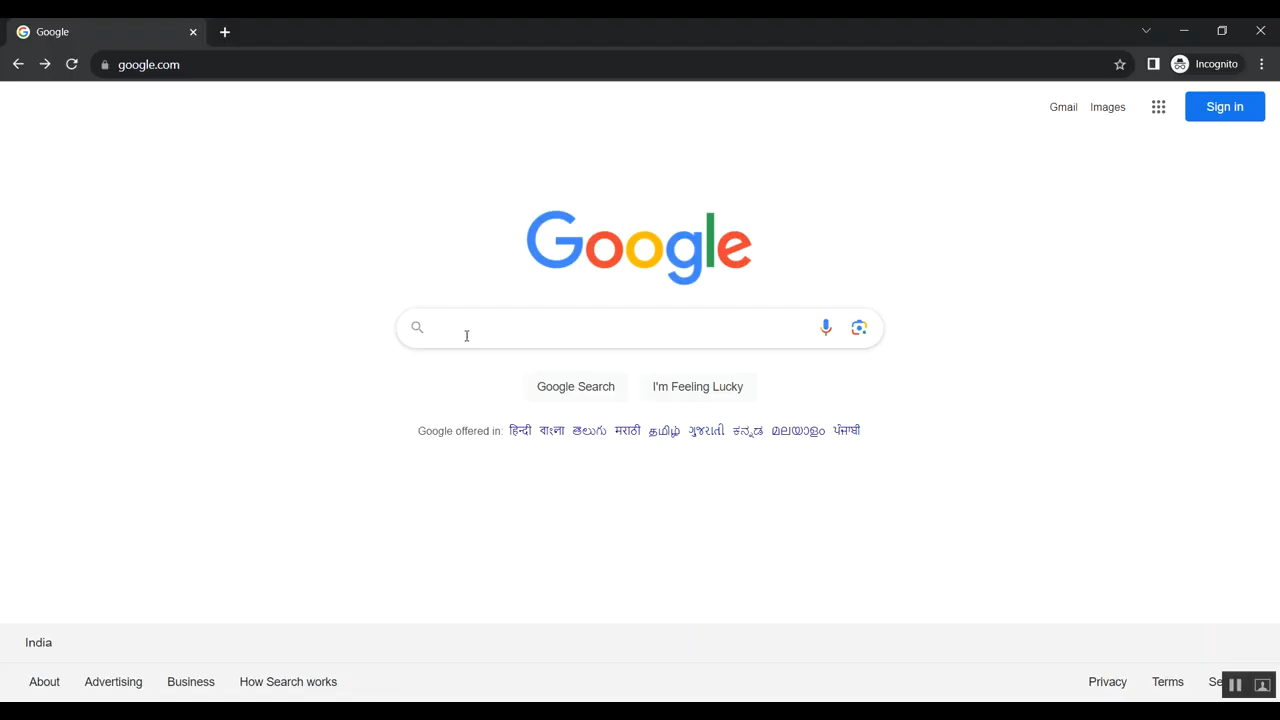 Google
google.com
Incognito
Gmail Images Sign in
Google
Google Search I'm Feeling Lucky
Google offered in: हिन्दी বাংলা తెలుగు मराठी தமிழ் ગુજરાતી ಕನ್ನಡ മലയാളം ਪੰਜਾਬੀ
India
About Advertising Business How Search works Privacy Terms